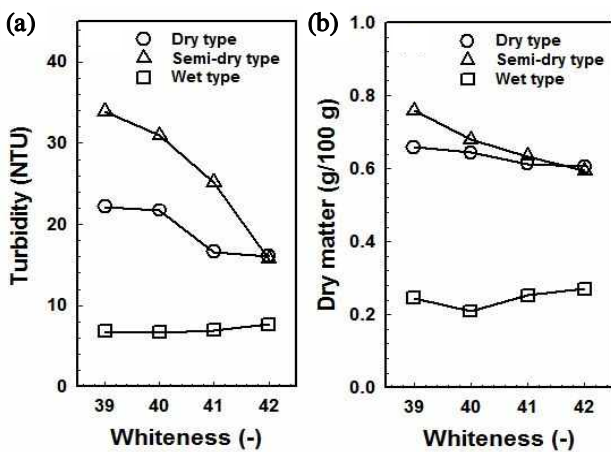 (a)
Dry type
Semi-dry type
Wet type
Turbidity (NTU)
40
30
20
10
0
39 40 41 42
Whiteness (-)
(b)
Dry type
Semi-dry type
Wet type
Dry matter (g/100 g)
1.0
0.8
0.6
0.4
0.2
0.0
39 40 41 42
Whiteness (-)